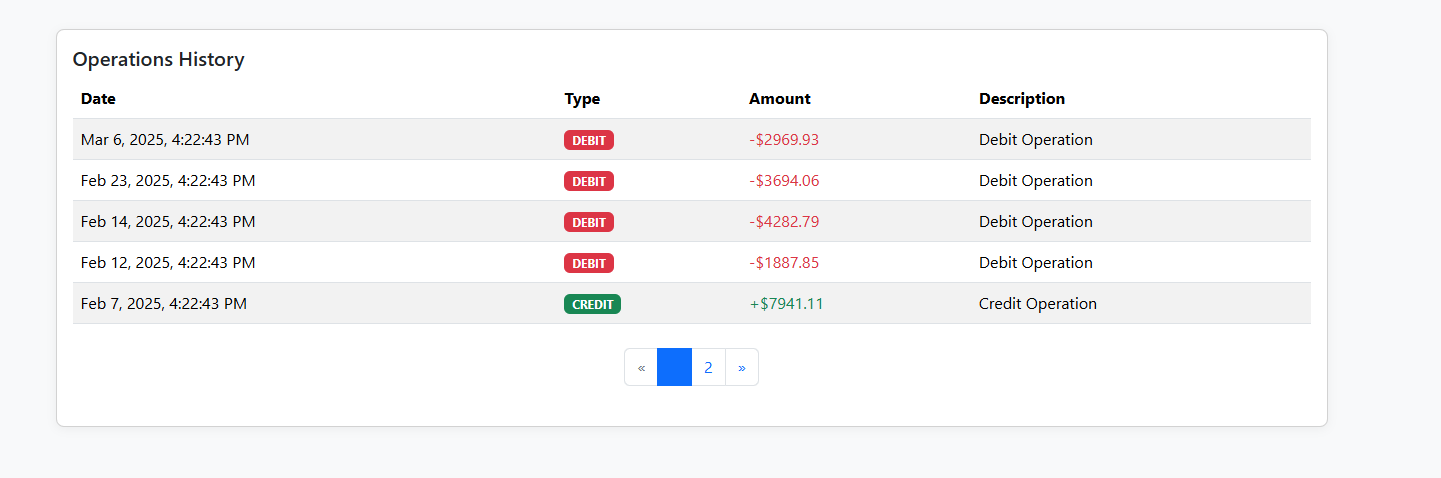 Operations History
Date Type Amount Description
Mar 6, 2025, 4:22:43 PM DEBIT -$2969.93 Debit Operation
Feb 23, 2025, 4:22:43 PM DEBIT -$3694.06 Debit Operation
Feb 14, 2025, 4:22:43 PM DEBIT -$4282.79 Debit Operation
Feb 12, 2025, 4:22:43 PM DEBIT -$1887.85 Debit Operation
Feb 7, 2025, 4:22:43 PM CREDIT +$7941.11 Credit Operation
« 2 »